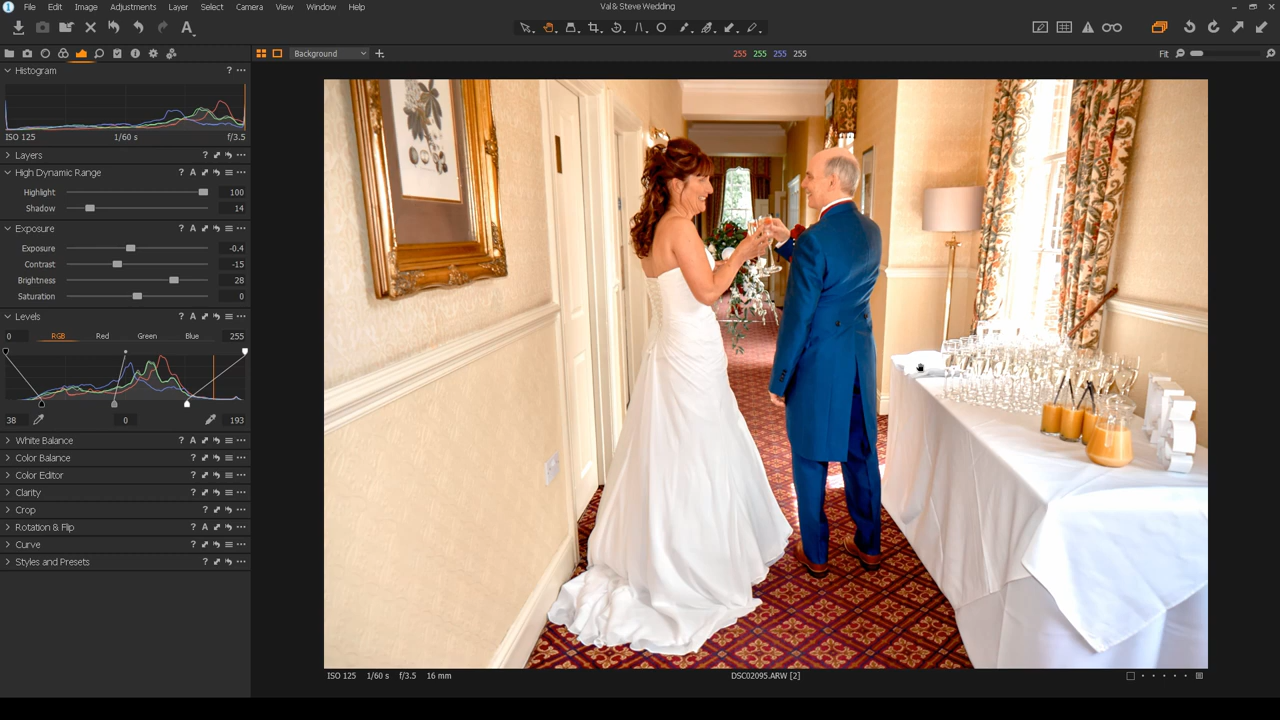 Val & Steve Wedding
File Edit Image Adjustments Layer Select Camera View Window Help
A
Background
255 255 255 255
Fit
Histogram
ISO 125 1/60 s f/3.5
Layers
High Dynamic Range
Highlight 100
Shadow 14
Exposure
Exposure -0.4
Contrast -15
Brightness 28
Saturation 0
Levels
0 RGB Red Green Blue 255
38 0 193
White Balance
Color Balance
Color Editor
Clarity
Crop
Rotation & Flip
Curve
Styles and Presets
ISO 125 1/60 s f/3.5 16 mm DSC02095.ARW [2]